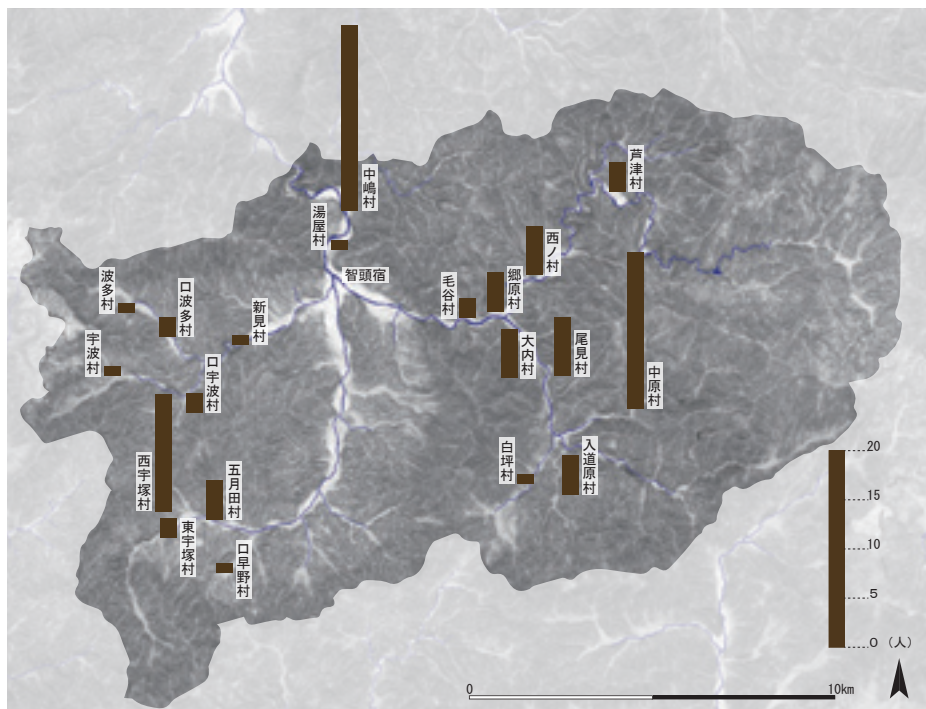 芦津村
中嶋村
湯屋村
西ノ村
智頭宿
郷原村
毛谷村
波多村
口波多村
新見村
宇波村
口宇波村
大内村
尾見村
中原村
西宇塚村
五月田村
白坪村
入道原村
東宇塚村
口早野村
20
15
10
5
0 (人)
0
10km